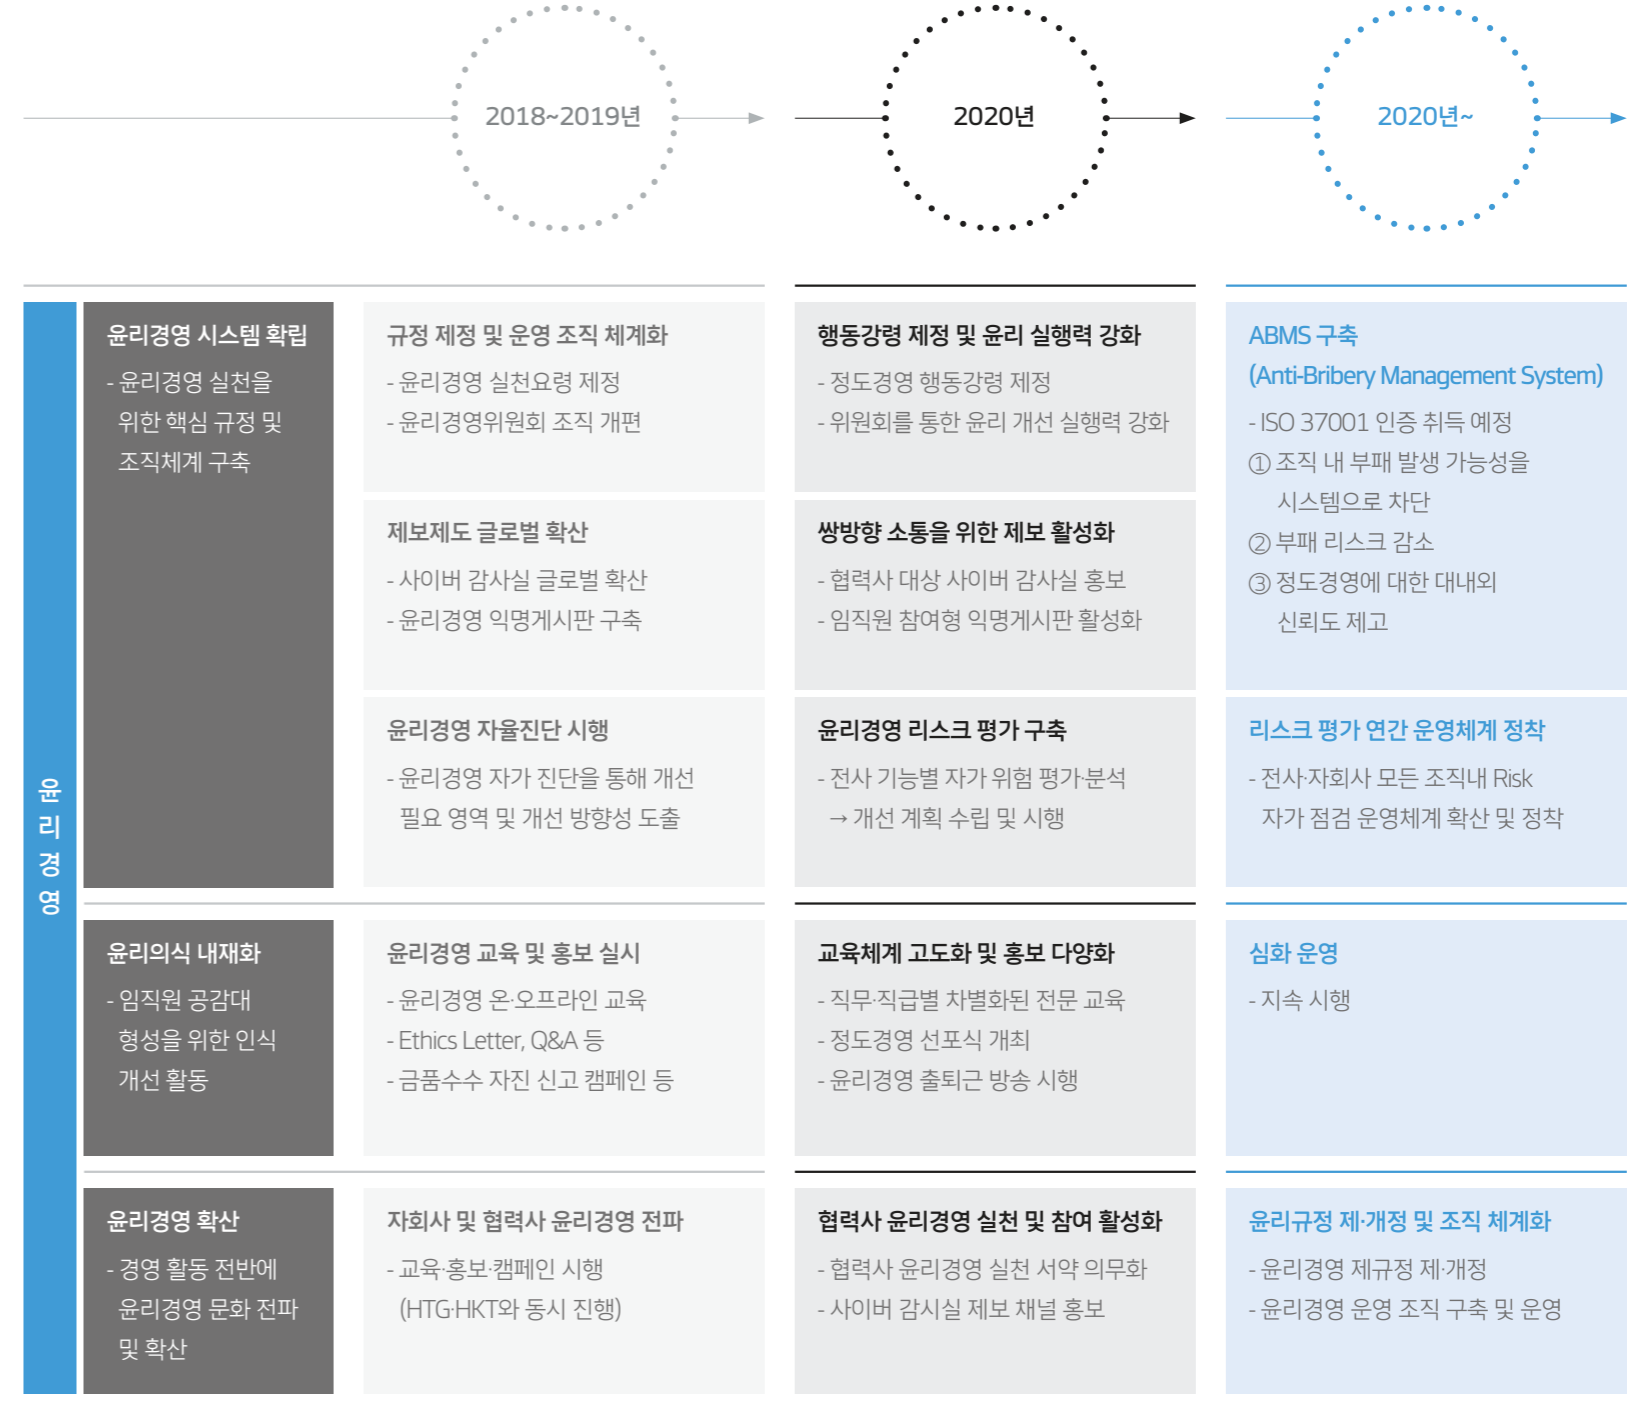 2018~2019년
2020년
2020년~
윤리경영
윤리경영 시스템 확립
- 윤리경영 실천을
위한 핵심 규정 및
조직체계 구축
규정 제정 및 운영 조직 체계화
- 윤리경영 실천요령 제정
- 윤리경영위원회 조직 개편
행동강령 제정 및 윤리 실행력 강화
- 정도경영 행동강령 제정
- 위원회를 통한 윤리 개선 실행력 강화
ABMS 구축
(Anti-Bribery Management System)
- ISO 37001 인증 취득 예정
① 조직 내 부패 발생 가능성을
시스템으로 차단
② 부패 리스크 감소
③ 정도경영에 대한 대내외
신뢰도 제고
제보제도 글로벌 확산
- 사이버 감사실 글로벌 확산
- 윤리경영 익명게시판 구축
쌍방향 소통을 위한 제보 활성화
- 협력사 대상 사이버 감사실 홍보
- 임직원 참여형 익명게시판 활성화
윤리경영 자율진단 시행
- 윤리경영 자가 진단을 통해 개선
필요 영역 및 개선 방향성 도출
윤리경영 리스크 평가 구축
- 전사 기능별 자가 위험 평가·분석
→ 개선 계획 수립 및 시행
리스크 평가 연간 운영체계 정착
- 전사·자회사 모든 조직내 Risk
자가 점검 운영체계 확산 및 정착
윤리의식 내재화
- 임직원 공감대
형성을 위한 인식
개선 활동
윤리경영 교육 및 홍보 실시
- 윤리경영 온·오프라인 교육
- Ethics Letter, Q&A 등
- 금품수수 자진 신고 캠페인 등
교육체계 고도화 및 홍보 다양화
- 직무·직급별 차별화된 전문 교육
- 정도경영 선포식 개최
- 윤리경영 출퇴근 방송 시행
심화 운영
- 지속 시행
윤리경영 확산
- 경영 활동 전반에
윤리경영 문화 전파
및 확산
자회사 및 협력사 윤리경영 전파
- 교육·홍보·캠페인 시행
(HTG·HKT와 동시 진행)
협력사 윤리경영 실천 및 참여 활성화
- 협력사 윤리경영 실천 서약 의무화
- 사이버 감시실 제보 채널 홍보
윤리규정 제·개정 및 조직 체계화
- 윤리경영 제규정 제·개정
- 윤리경영 운영 조직 구축 및 운영